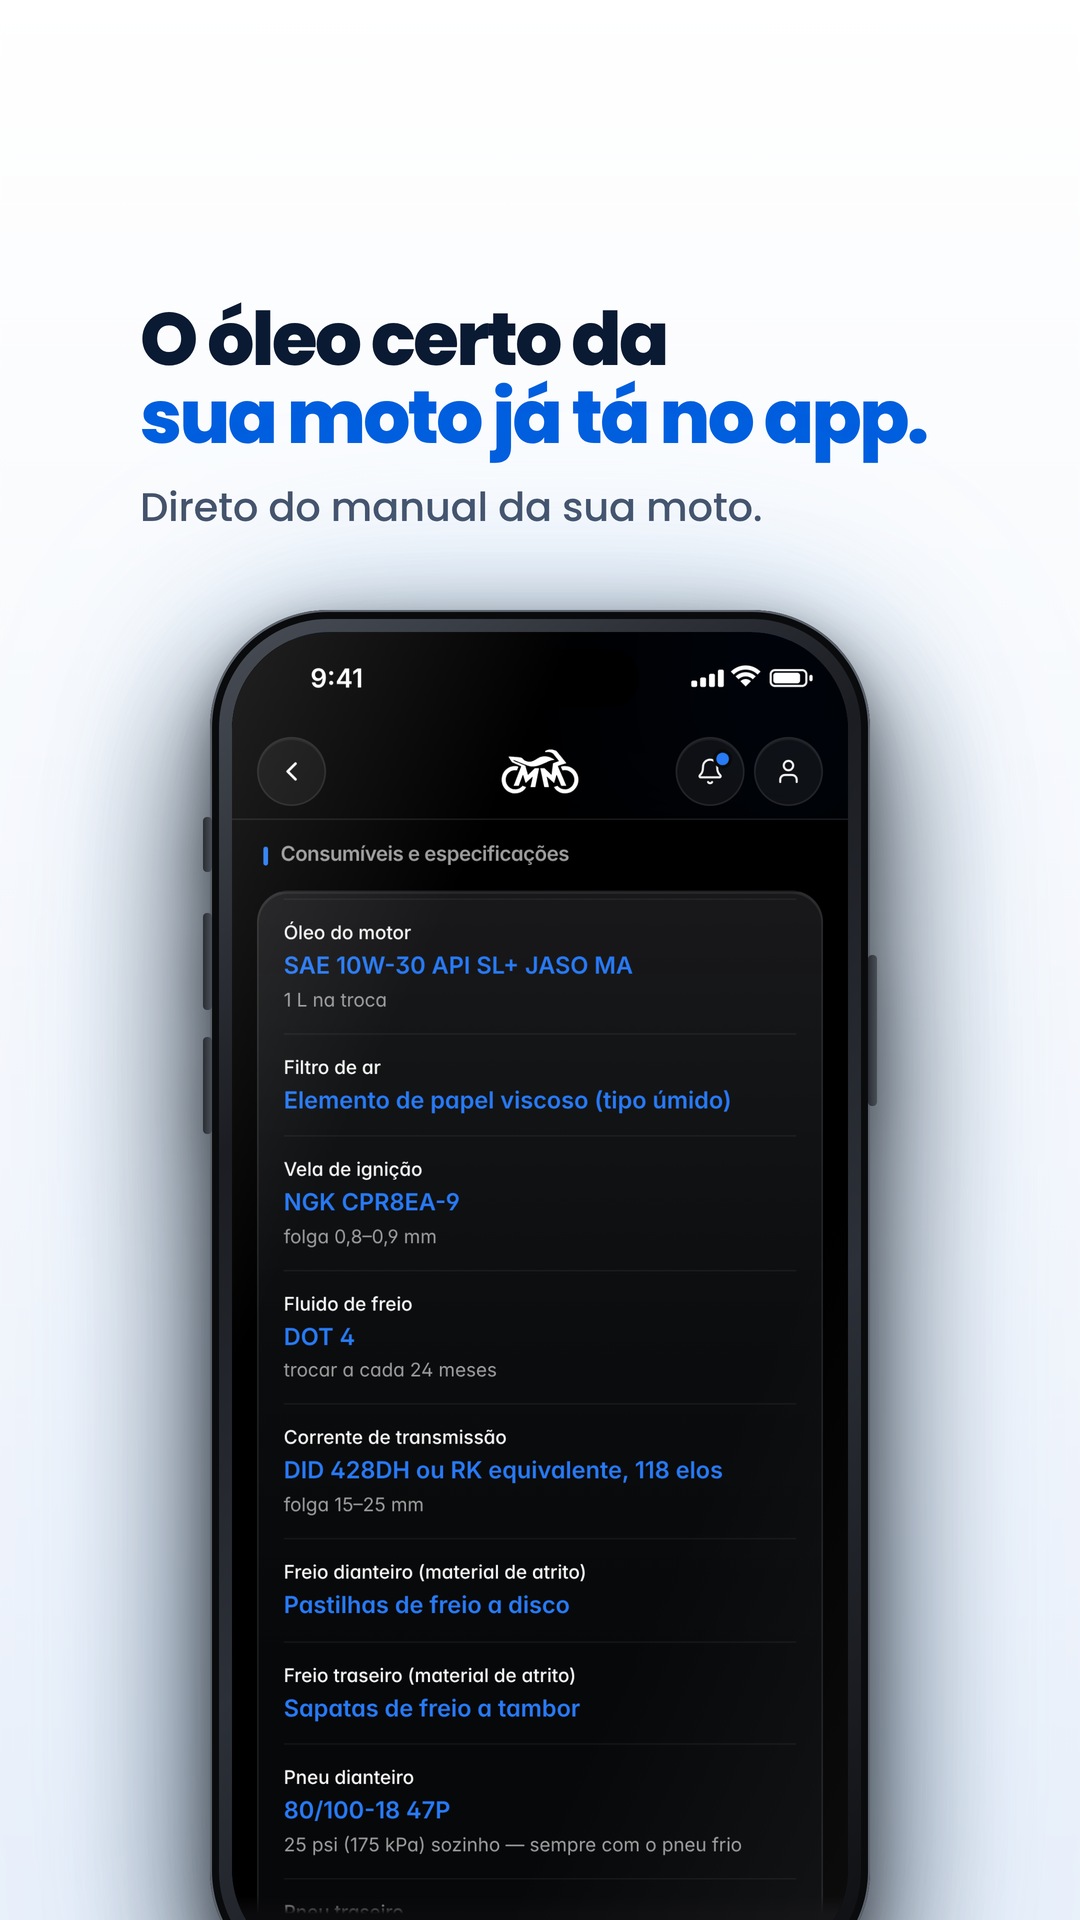 O óleo certo da
sua moto já tá no app.
Direto do manual da sua moto.
9:41
MM
Consumíveis e especificações
Óleo do motor
SAE 10W-30 API SL+ JASO MA
1 L na troca
Filtro de ar
Elemento de papel viscoso (tipo úmido)
Vela de ignição
NGK CPR8EA-9
folga 0,8–0,9 mm
Fluido de freio
DOT 4
trocar a cada 24 meses
Corrente de transmissão
DID 428DH ou RK equivalente, 118 elos
folga 15–25 mm
Freio dianteiro (material de atrito)
Pastilhas de freio a disco
Freio traseiro (material de atrito)
Sapatas de freio a tambor
Pneu dianteiro
80/100-18 47P
25 psi (175 kPa) sozinho — sempre com o pneu frio
Pneu traseiro